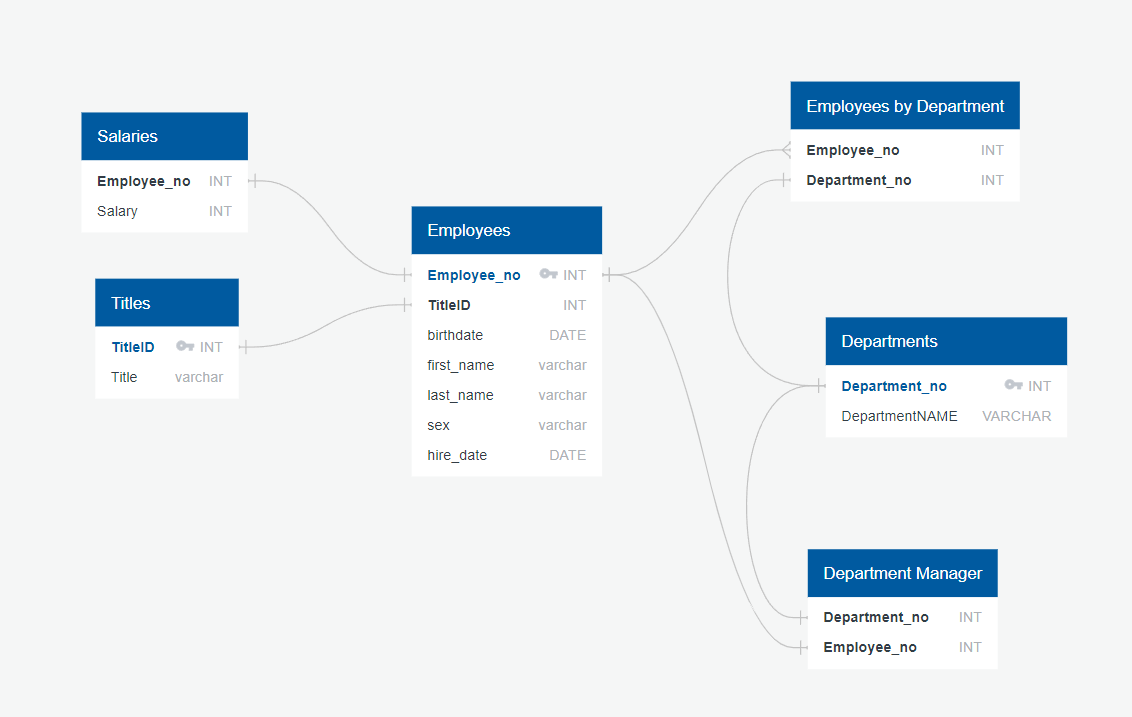 Salaries
Employee_no INT
Salary INT
Titles
TitleID INT
Title varchar
Employees
Employee_no INT
TitleID INT
birthdate DATE
first_name varchar
last_name varchar
sex varchar
hire_date DATE
Employees by Department
Employee_no INT
Department_no INT
Departments
Department_no INT
DepartmentNAME VARCHAR
Department Manager
Department_no INT
Employee_no INT